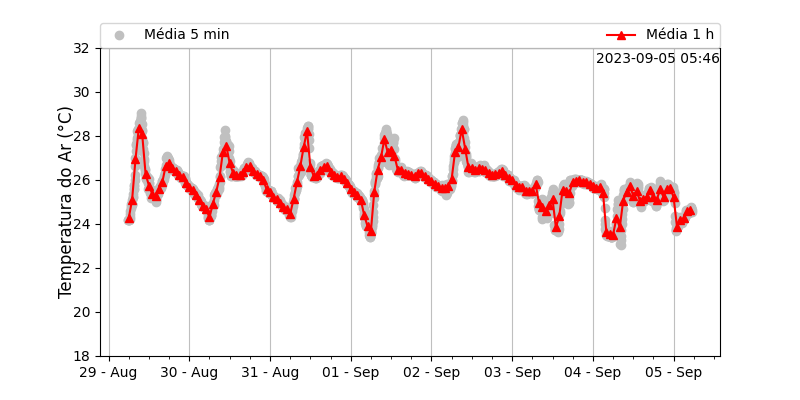 Média 5 min
Média 1 h
2023-09-05 05:46
Temperatura do Ar (°C)
32
30
28
26
24
22
20
18
29 - Aug
30 - Aug
31 - Aug
01 - Sep
02 - Sep
03 - Sep
04 - Sep
05 - Sep